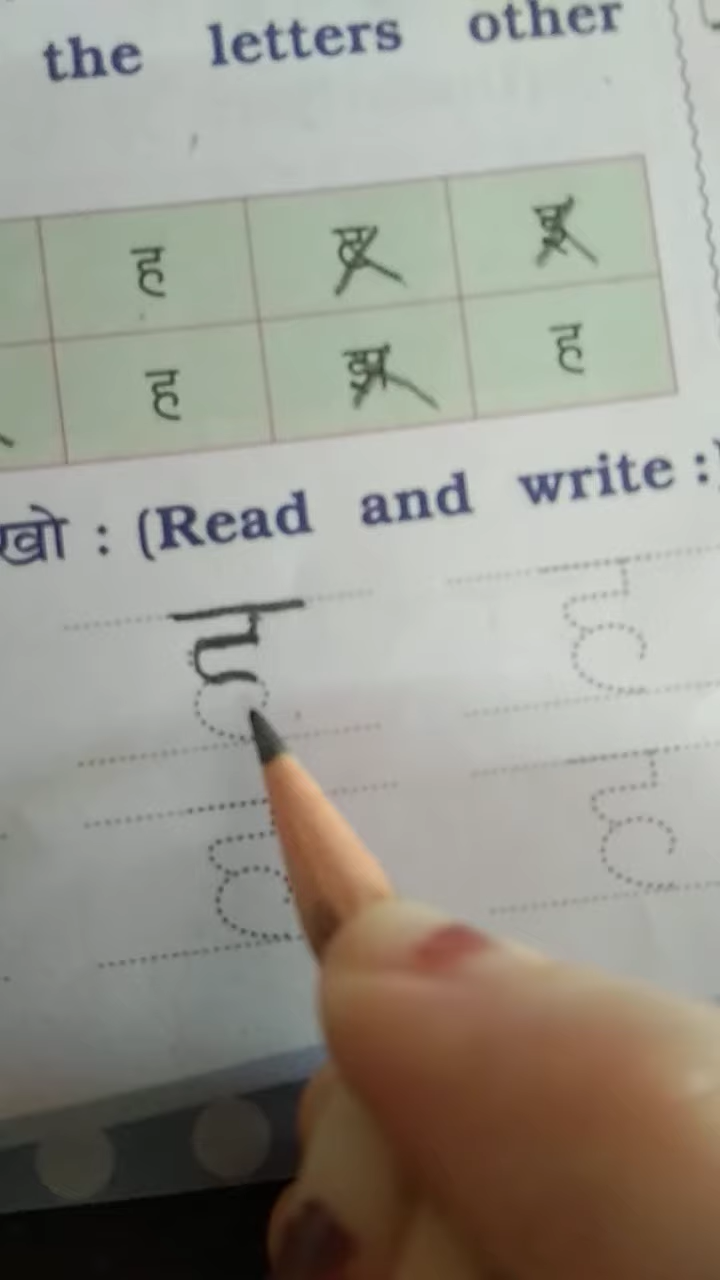 the letters other
ह
ह ह
खो : (Read and write :)
ह ह
ह ह